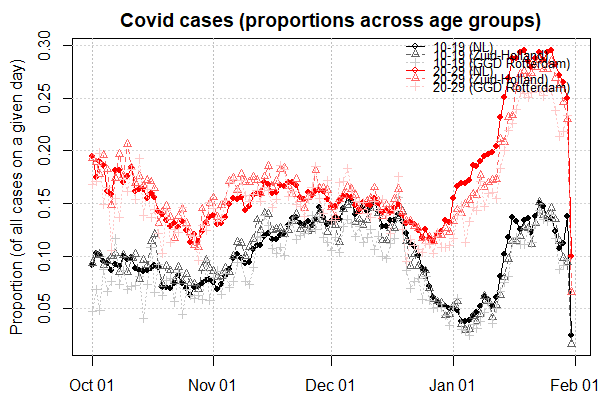 Covid cases (proportions across age groups)
Proportion (of all cases on a given day)
0.30
0.25
0.20
0.15
0.10
0.05
10-19 (NL)
10-19 (Zuid-Holland)
10-19 (GGD Rotterdam)
20-29 (NL)
20-29 (Zuid-Holland)
20-29 (GGD Rotterdam)
Oct 01
Nov 01
Dec 01
Jan 01
Feb 01